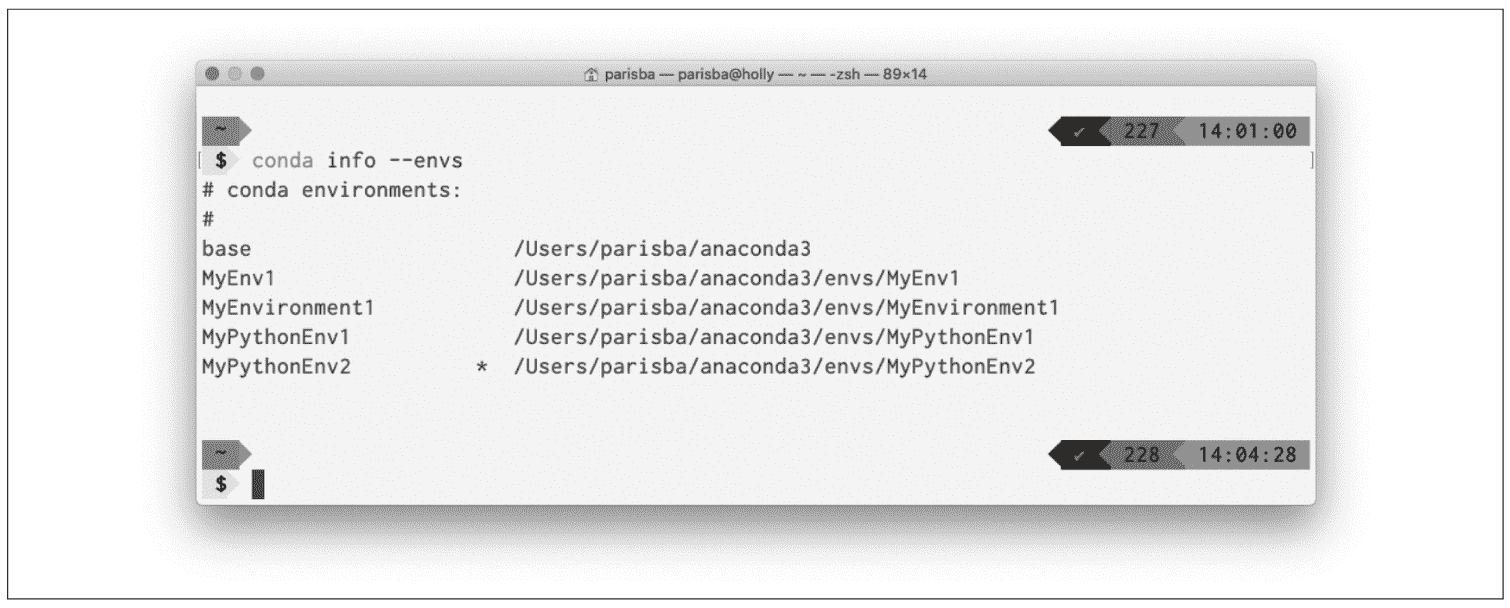 parisba — parisba@holly — ~ — -zsh — 89×14
~ ✓ 227 14:01:00
$ conda info --envs
# conda environments:
#
base /Users/parisba/anaconda3
MyEnv1 /Users/parisba/anaconda3/envs/MyEnv1
MyEnvironment1 /Users/parisba/anaconda3/envs/MyEnvironment1
MyPythonEnv1 /Users/parisba/anaconda3/envs/MyPythonEnv1
MyPythonEnv2 * /Users/parisba/anaconda3/envs/MyPythonEnv2
~ ✓ 228 14:04:28
$